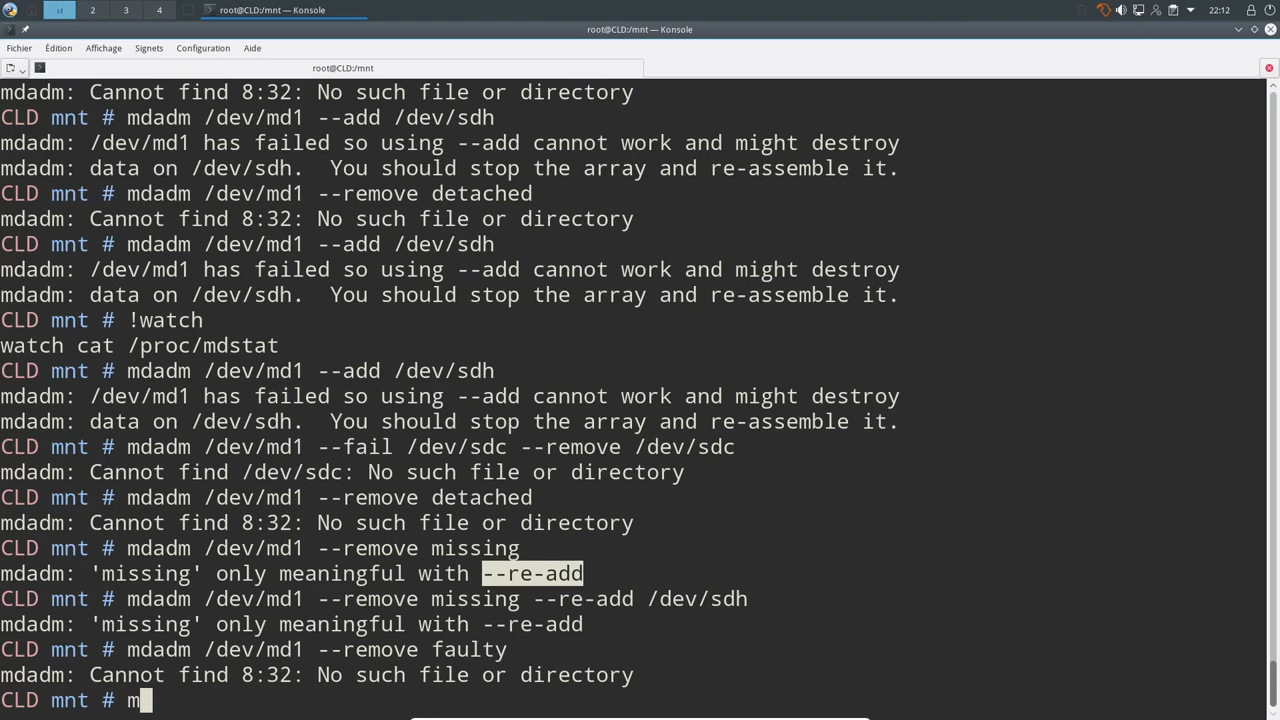 2
3
4
root@CLD:/mnt — Konsole
22:12
root@CLD:/mnt — Konsole
Fichier Édition Affichage Signets Configuration Aide
root@CLD:/mnt
mdadm: Cannot find 8:32: No such file or directory
CLD mnt # mdadm /dev/md1 --add /dev/sdh
mdadm: /dev/md1 has failed so using --add cannot work and might destroy
mdadm: data on /dev/sdh.  You should stop the array and re-assemble it.
CLD mnt # mdadm /dev/md1 --remove detached
mdadm: Cannot find 8:32: No such file or directory
CLD mnt # mdadm /dev/md1 --add /dev/sdh
mdadm: /dev/md1 has failed so using --add cannot work and might destroy
mdadm: data on /dev/sdh.  You should stop the array and re-assemble it.
CLD mnt # !watch
watch cat /proc/mdstat
CLD mnt # mdadm /dev/md1 --add /dev/sdh
mdadm: /dev/md1 has failed so using --add cannot work and might destroy
mdadm: data on /dev/sdh.  You should stop the array and re-assemble it.
CLD mnt # mdadm /dev/md1 --fail /dev/sdc --remove /dev/sdc
mdadm: Cannot find /dev/sdc: No such file or directory
CLD mnt # mdadm /dev/md1 --remove detached
mdadm: Cannot find 8:32: No such file or directory
CLD mnt # mdadm /dev/md1 --remove missing
mdadm: 'missing' only meaningful with --re-add
CLD mnt # mdadm /dev/md1 --remove missing --re-add /dev/sdh
mdadm: 'missing' only meaningful with --re-add
CLD mnt # mdadm /dev/md1 --remove faulty
mdadm: Cannot find 8:32: No such file or directory
CLD mnt # m